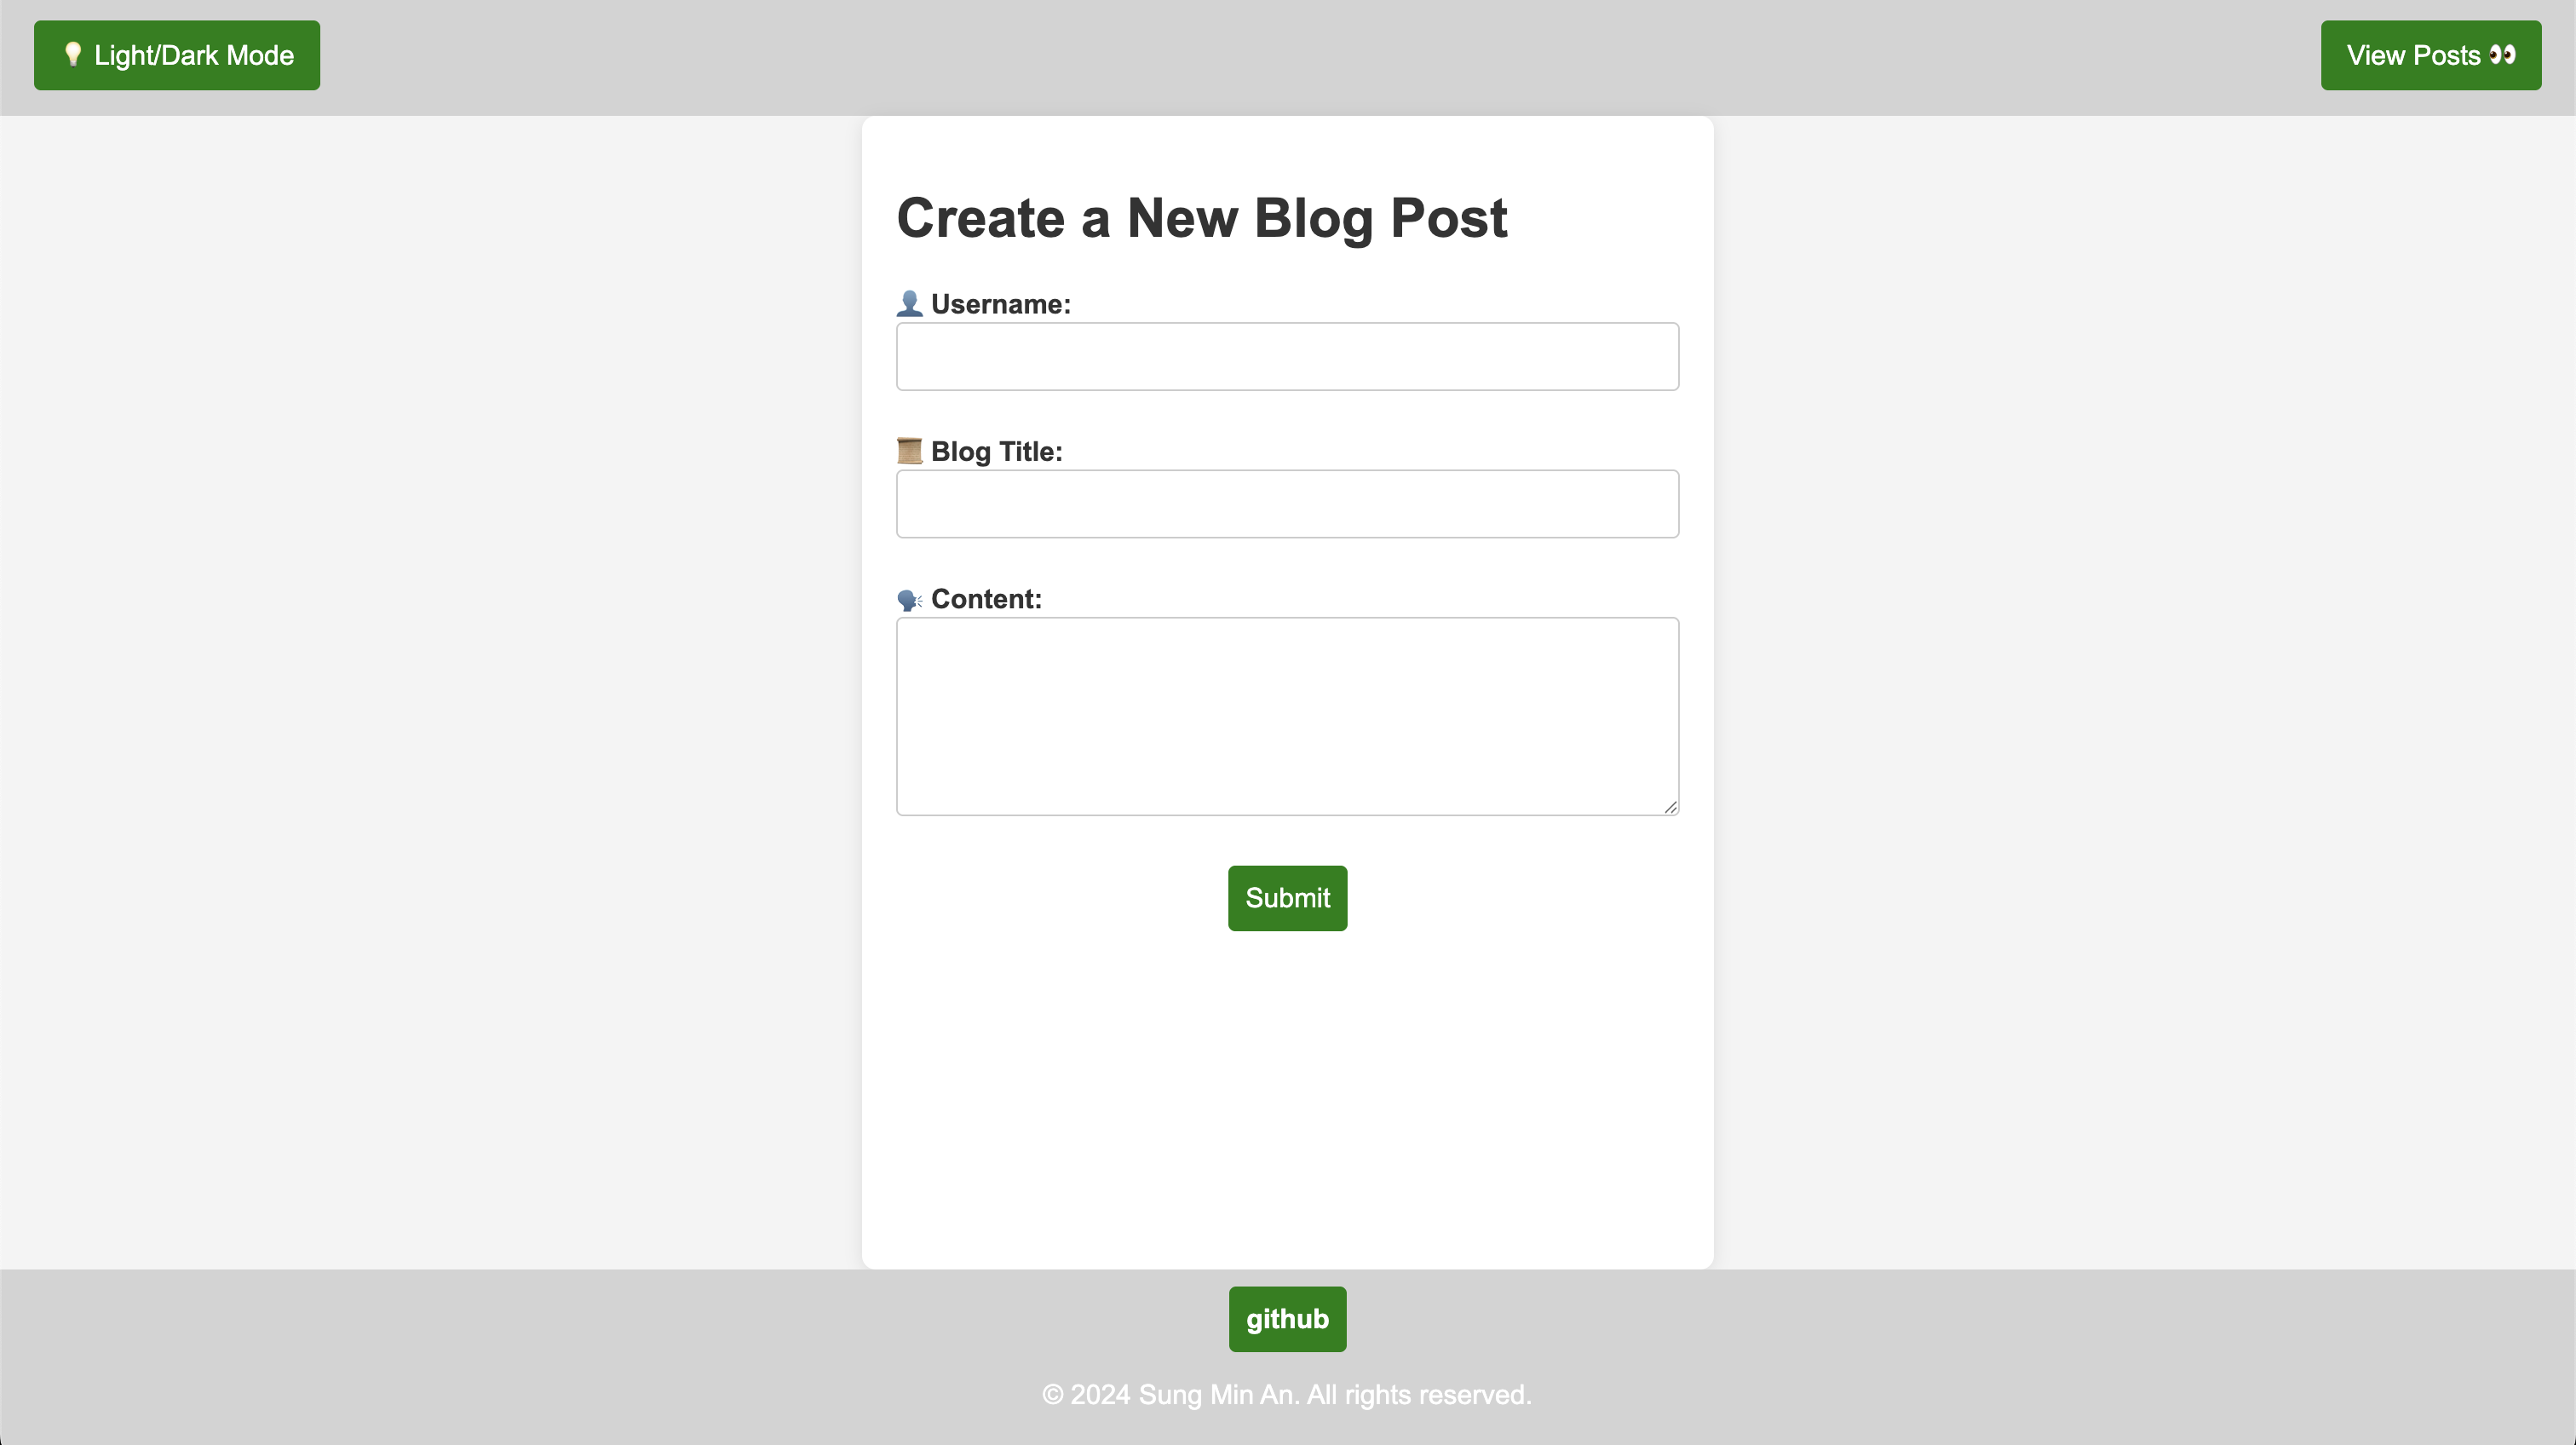 💡 Light/Dark Mode
View Posts 👀
Create a New Blog Post
👤 Username:
📜 Blog Title:
🗣️ Content:
Submit
github
© 2024 Sung Min An. All rights reserved.